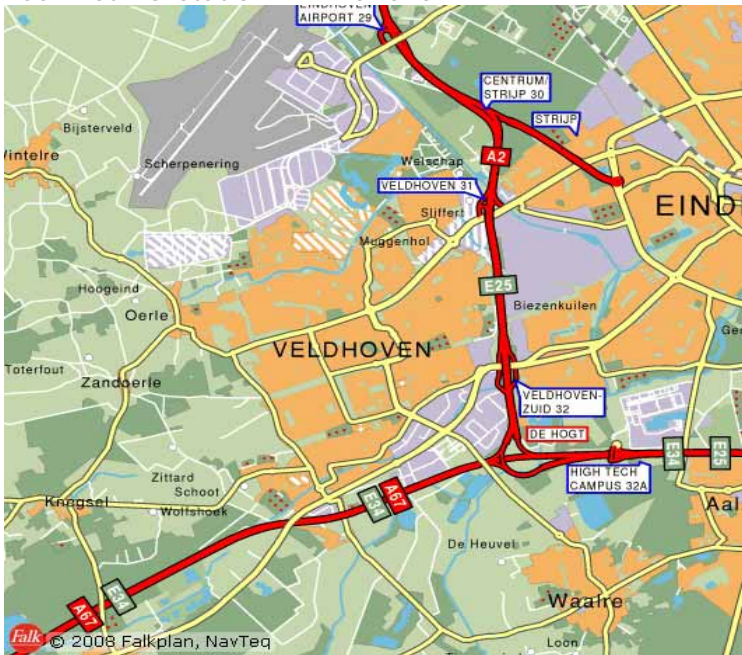 EINDHOVEN
AIRPORT 29
CENTRUM/
STRIJP 30
STRIJP
Bijsterveld
Wintelre
Scherpenering
A2
Welschap
VELDHOVEN 31
Sliffert
EIND
Muggenhol
E25
Hoogeind
Biezenkuilen
Oerle
VELDHOVEN
Toterfout
Zandoerle
VELDHOVEN-
ZUID 32
DE HOGT
E34
E25
Zittard
Schoot
HIGH TECH
CAMPUS 32A
Knegsel
Wolfshoek
E34
A67
Aal
De Heuvel
E34
A67
Waalre
Loon
Falk © 2008 Falkplan, NavTeq